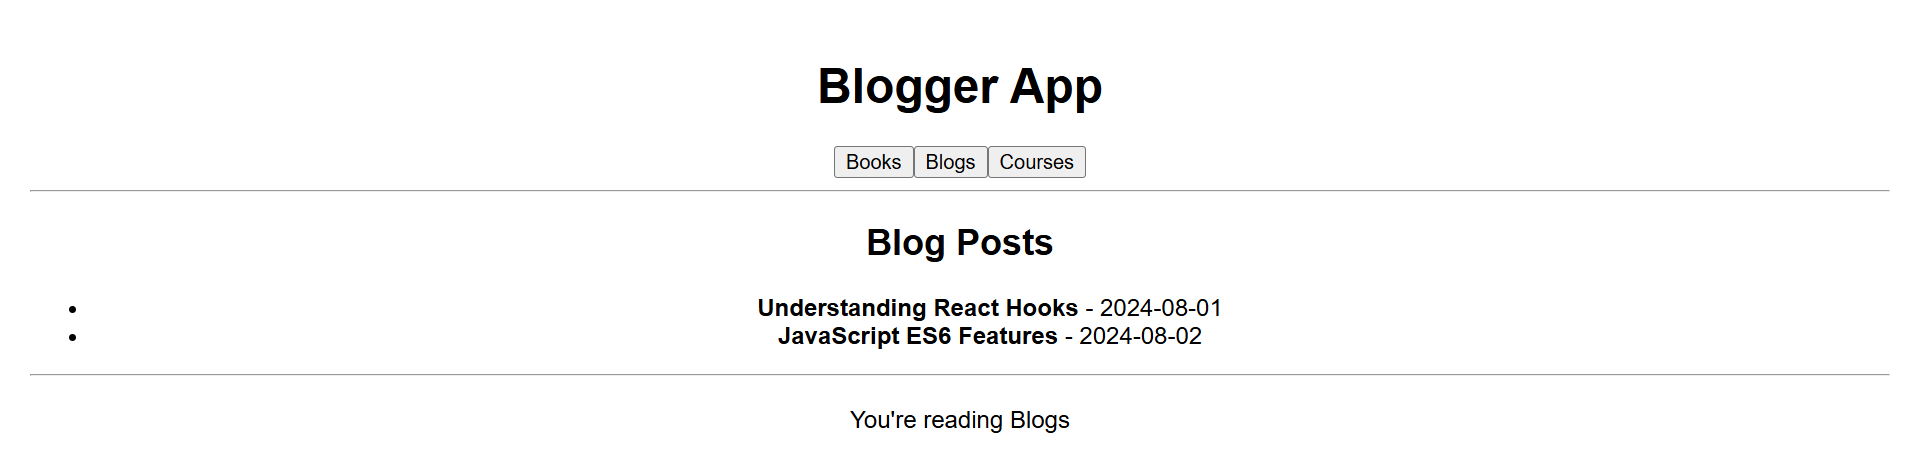 Blogger App
Books Blogs Courses
Blog Posts
Understanding React Hooks - 2024-08-01
JavaScript ES6 Features - 2024-08-02
You're reading Blogs